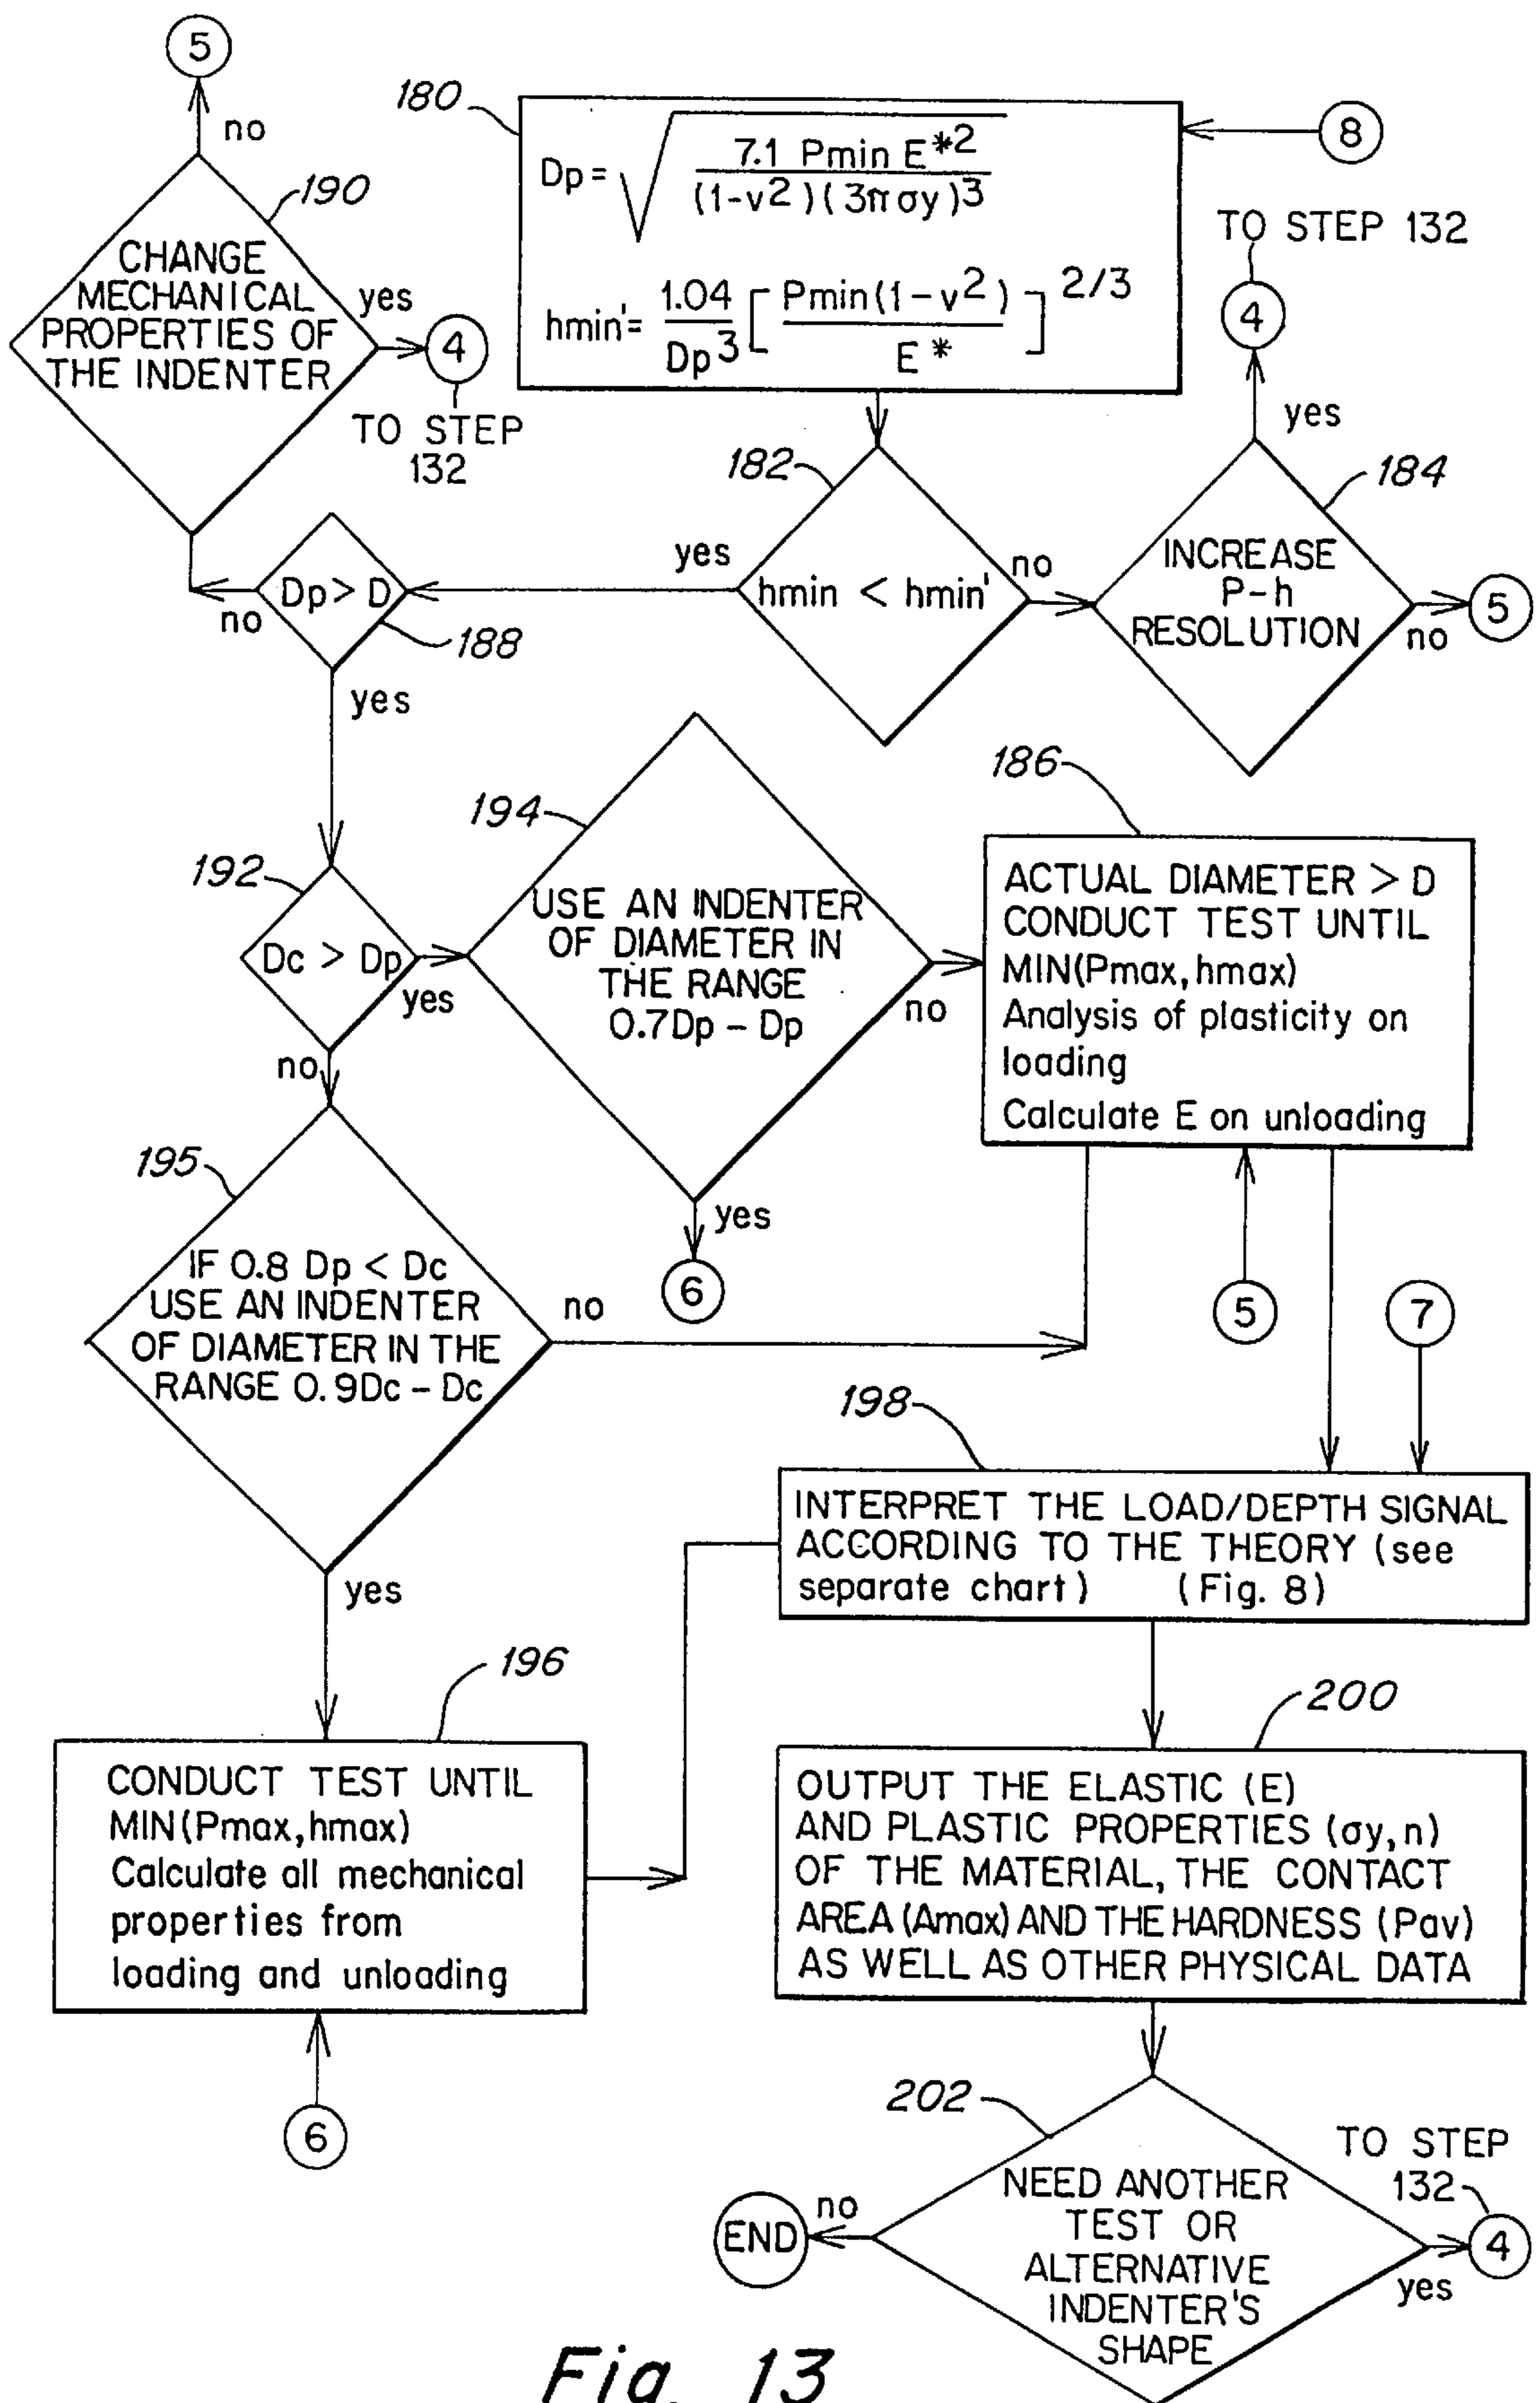 5
no
190
CHANGE
MECHANICAL
PROPERTIES OF
THE INDENTER
yes
4
TO STEP
132
180
Dp = √ 7.1 Pmin E*2 / (1-v2)(3πσy)3
hmin' = 1.04 / Dp3 [ Pmin(1-v2) / E* ] 2/3
8
TO STEP 132
4
yes
184
INCREASE
P-h
RESOLUTION
no
5
182
hmin < hmin'
yes
no
Dp > D
no
188
yes
192
Dc > Dp
yes
no
194
USE AN INDENTER
OF DIAMETER IN
THE RANGE
0.7Dp - Dp
no
yes
6
186
ACTUAL DIAMETER > D
CONDUCT TEST UNTIL
MIN(Pmax,hmax)
Analysis of plasticity on
loading
Calculate E on unloading
5
7
195
IF 0.8 Dp < Dc
USE AN INDENTER
OF DIAMETER IN THE
RANGE 0.9Dc - Dc
no
yes
198
INTERPRET THE LOAD/DEPTH SIGNAL
ACCORDING TO THE THEORY (see
separate chart) (Fig. 8)
196
CONDUCT TEST UNTIL
MIN(Pmax,hmax)
Calculate all mechanical
properties from
loading and unloading
6
200
OUTPUT THE ELASTIC (E)
AND PLASTIC PROPERTIES (σy,n)
OF THE MATERIAL, THE CONTACT
AREA (Amax) AND THE HARDNESS (Pav)
AS WELL AS OTHER PHYSICAL DATA
202
NEED ANOTHER
TEST OR
ALTERNATIVE
INDENTER'S
SHAPE
no
END
TO STEP
132
4
yes
Fig. 13